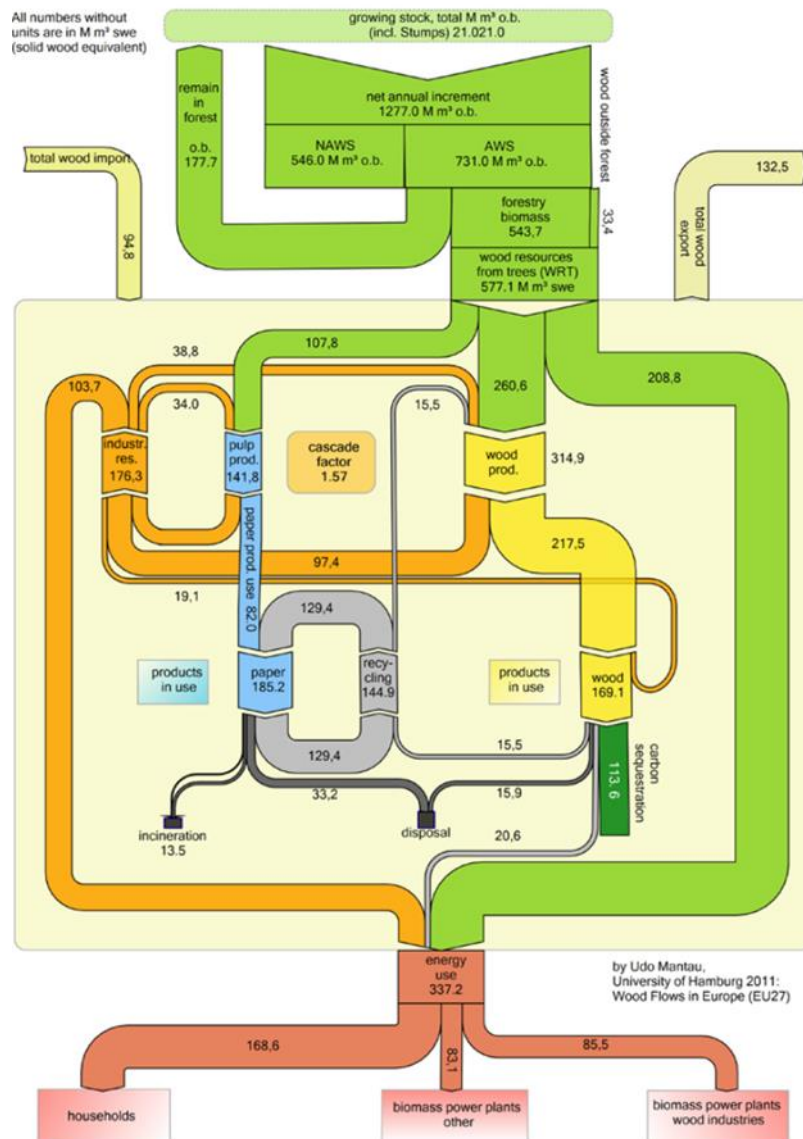 All numbers without
units are in M m³ swe
(solid wood equivalent)
growing stock, total M m³ o.b.
(incl. Stumps) 21.021.0
remain
in
forest
o.b.
177.7
net annual increment
1277.0 M m³ o.b.
NAWS
546.0 M m³ o.b.
AWS
731.0 M m³ o.b.
wood outside forest
33,4
forestry
biomass
543,7
wood resources
from trees (WRT)
577.1 M m³ swe
total wood import
94,8
132,5
total wood
export
107,8
38,8
103,7
34.0
15,5
260,6
208,8
industr.
res.
176,3
pulp
prod.
141,8
cascade
factor
1.57
wood
prod.
314,9
paper prod. use 82.0
97,4
217,5
19,1
129,4
products
in use
paper
185.2
recy-
cling
144.9
products
in use
wood
169.1
129,4
15,5
carbon
sequestration
113. 6
33,2
15,9
incineration
13.5
disposal
20,6
energy
use
337.2
by Udo Mantau,
University of Hamburg 2011:
Wood Flows in Europe (EU27)
168,6
83,1
85,5
households
biomass power plants
other
biomass power plants
wood industries